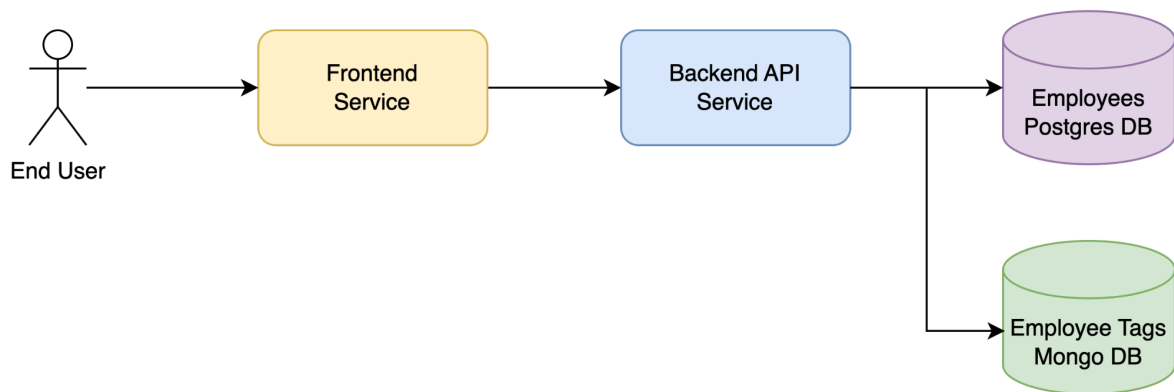 End User
Frontend
Service
Backend API
Service
Employees
Postgres DB
Employee Tags
Mongo DB